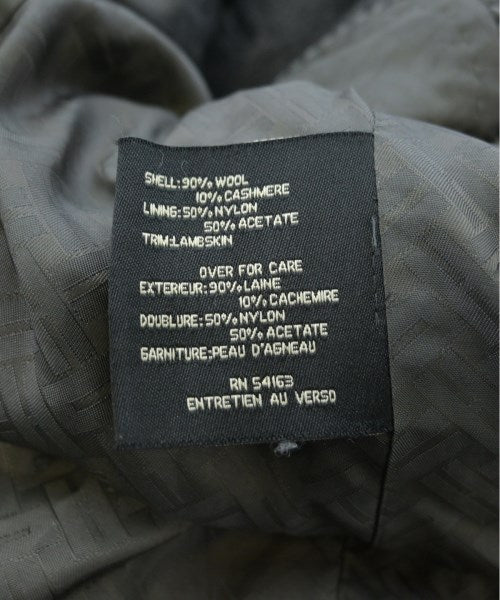 SHELL:90% WOOL
10% CASHMERE
LINING:50% NYLON
50% ACETATE
TRIM:LAMBSKIN
OVER FOR CARE
EXTERIEUR:90% LAINE
10% CACHEMIRE
DOUBLURE:50% NYLON
50% ACETATE
GARNITURE:PEAU D'AGNEAU
RN 54163
ENTRETIEN AU VERSO